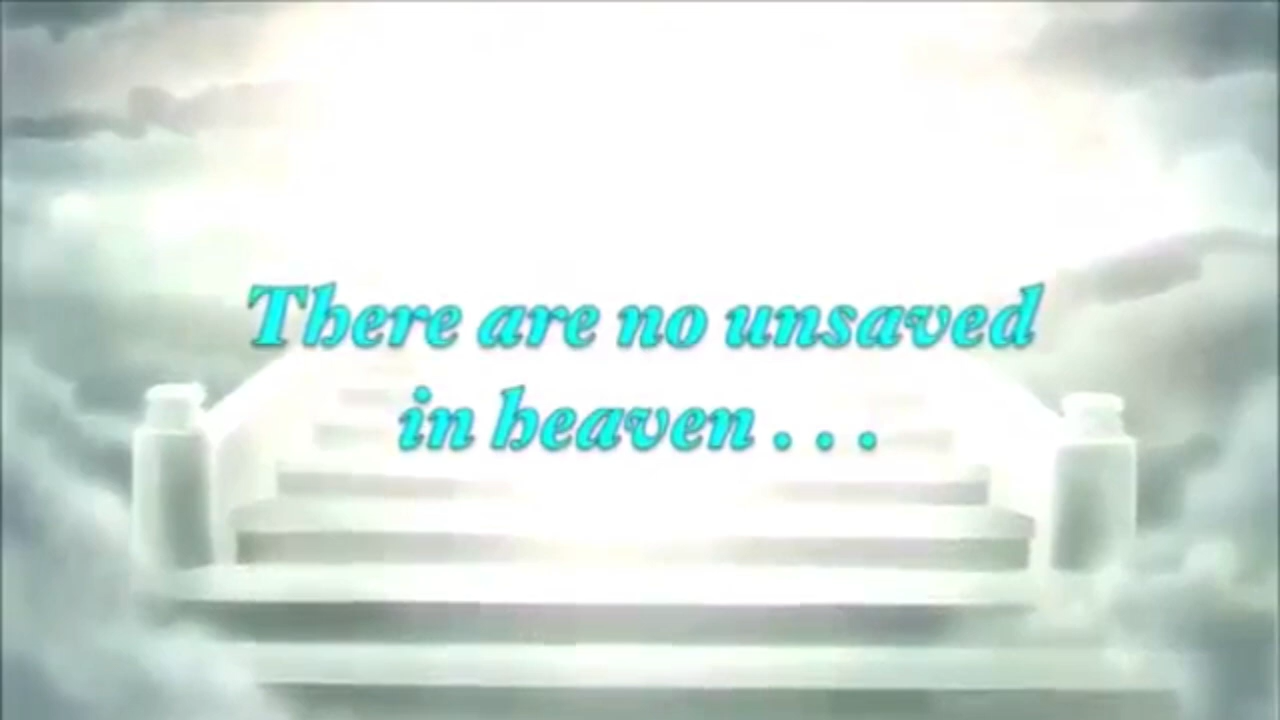 There are no unsaved
in heaven . . .